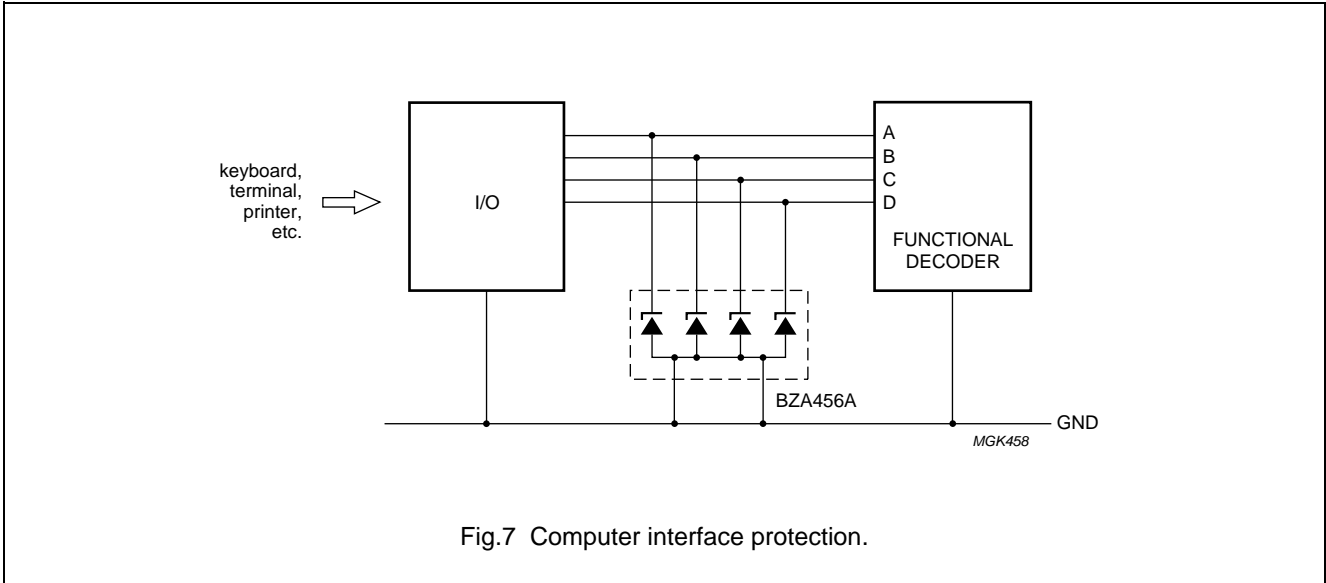 keyboard,
terminal,
printer,
etc.
I/O
A
B
C
D
FUNCTIONAL
DECODER
BZA456A
GND
MGK458
Fig.7 Computer interface protection.